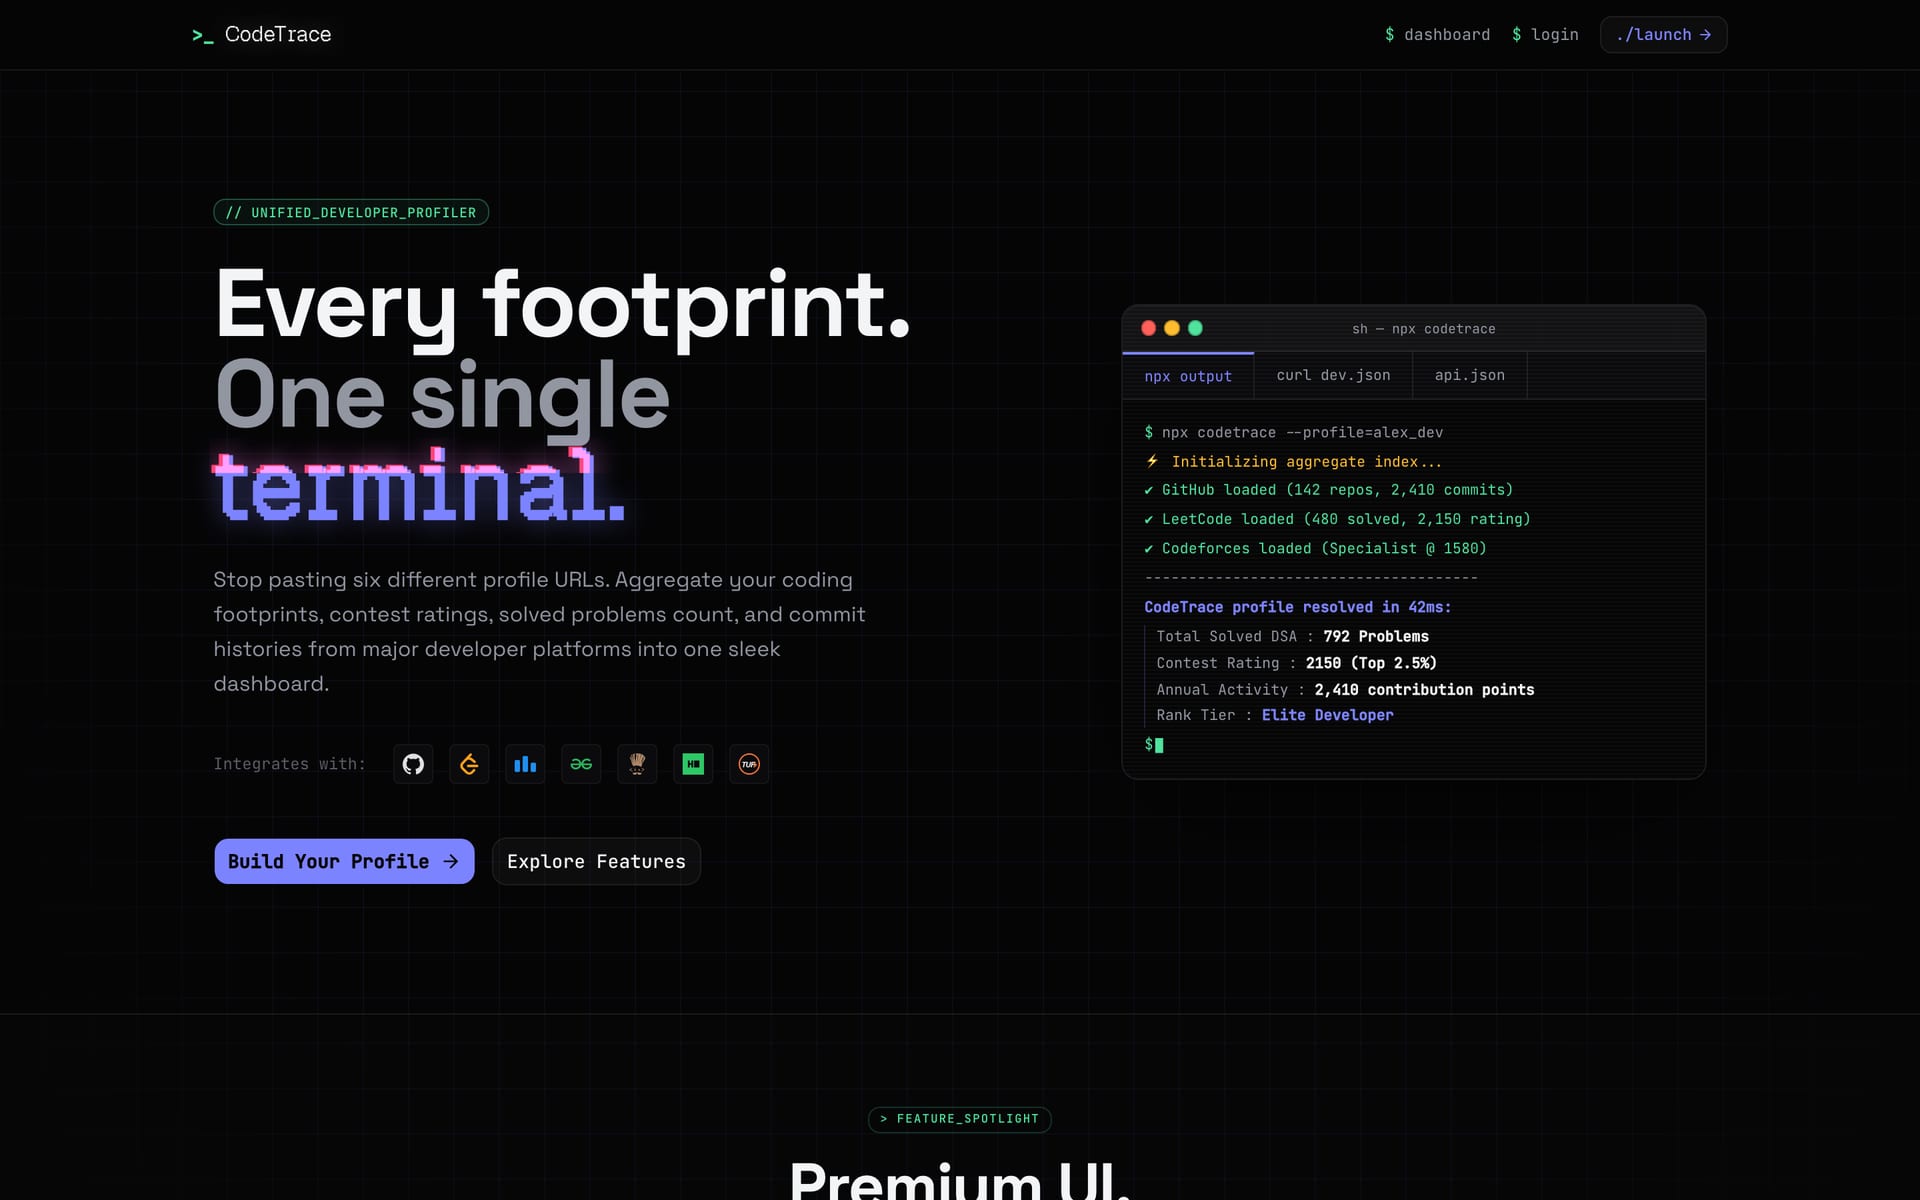 >_ CodeTrace
$ dashboard
$ login
./launch →
// UNIFIED_DEVELOPER_PROFILER
Every footprint.
One single
terminal.
Stop pasting six different profile URLs. Aggregate your coding
footprints, contest ratings, solved problems count, and commit
histories from major developer platforms into one sleek
dashboard.
Integrates with:
TUF+
Build Your Profile →
Explore Features
sh — npx codetrace
npx output
curl dev.json
api.json
$ npx codetrace --profile=alex_dev
⚡ Initializing aggregate index...
✔ GitHub loaded (142 repos, 2,410 commits)
✔ LeetCode loaded (480 solved, 2,150 rating)
✔ Codeforces loaded (Specialist @ 1580)
--------------------------------------
CodeTrace profile resolved in 42ms:
Total Solved DSA : 792 Problems
Contest Rating : 2150 (Top 2.5%)
Annual Activity : 2,410 contribution points
Rank Tier : Elite Developer
$
> FEATURE_SPOTLIGHT
Premium UI.